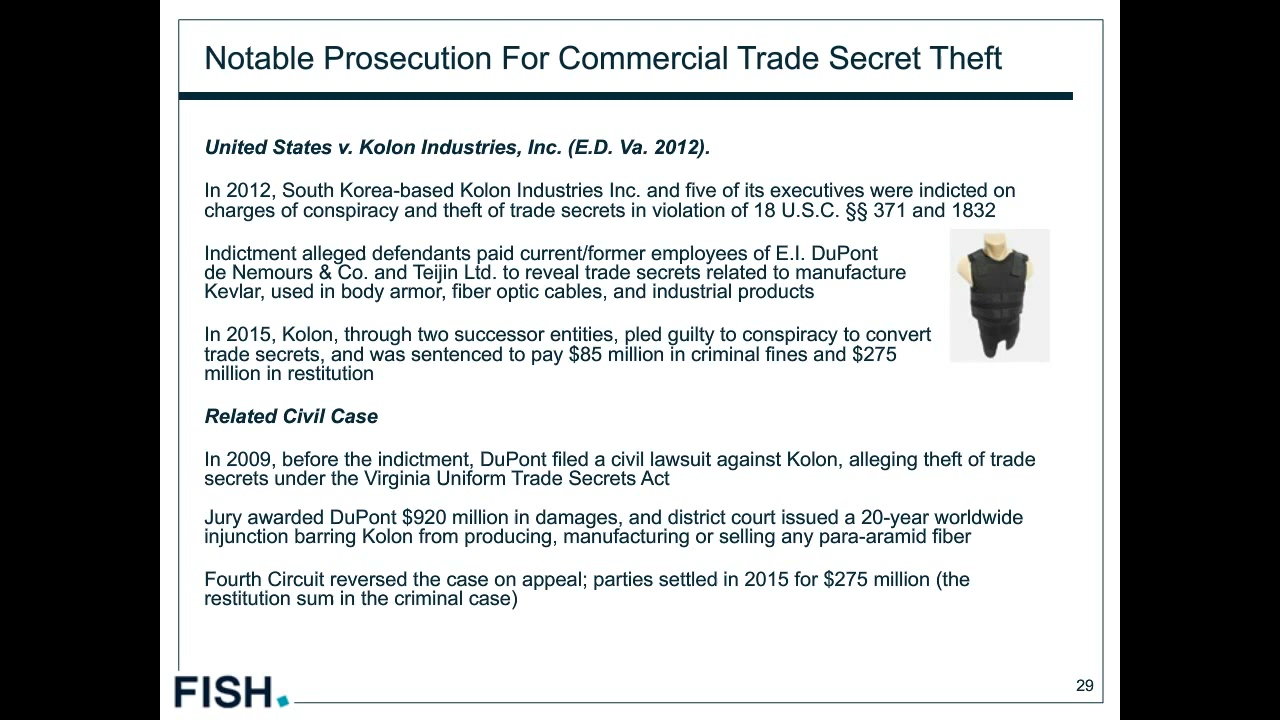 Notable Prosecution For Commercial Trade Secret Theft
United States v. Kolon Industries, Inc. (E.D. Va. 2012).
In 2012, South Korea-based Kolon Industries Inc. and five of its executives were indicted on
charges of conspiracy and theft of trade secrets in violation of 18 U.S.C. §§ 371 and 1832
Indictment alleged defendants paid current/former employees of E.I. DuPont
de Nemours & Co. and Teijin Ltd. to reveal trade secrets related to manufacture
Kevlar, used in body armor, fiber optic cables, and industrial products
In 2015, Kolon, through two successor entities, pled guilty to conspiracy to convert
trade secrets, and was sentenced to pay $85 million in criminal fines and $275
million in restitution
Related Civil Case
In 2009, before the indictment, DuPont filed a civil lawsuit against Kolon, alleging theft of trade
secrets under the Virginia Uniform Trade Secrets Act
Jury awarded DuPont $920 million in damages, and district court issued a 20-year worldwide
injunction barring Kolon from producing, manufacturing or selling any para-aramid fiber
Fourth Circuit reversed the case on appeal; parties settled in 2015 for $275 million (the
restitution sum in the criminal case)
FISH.
29